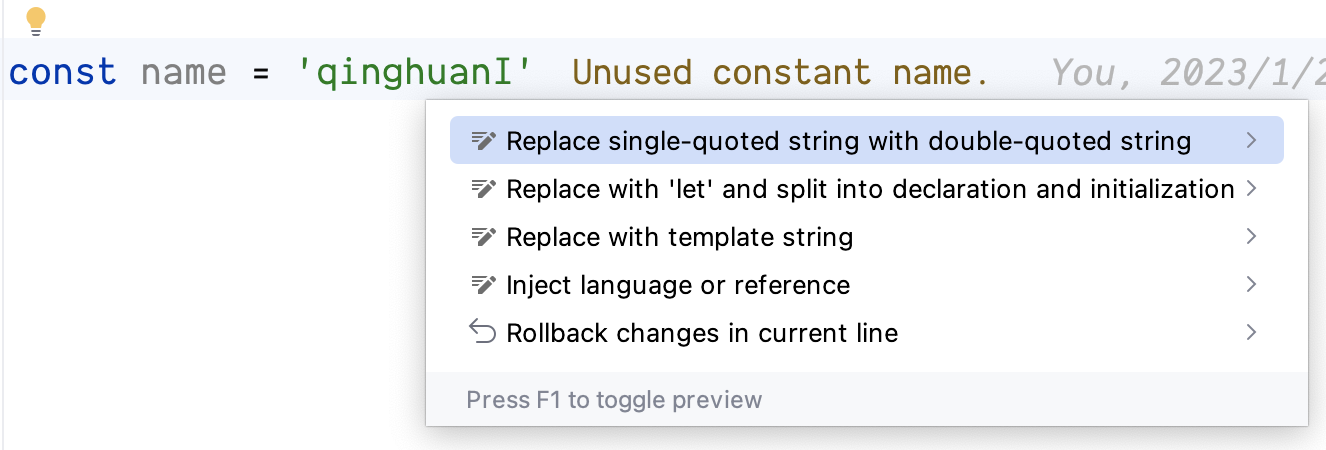 const name = 'qinghuanI' Unused constant name. You, 2023/1/2
Replace single-quoted string with double-quoted string
Replace with 'let' and split into declaration and initialization
Replace with template string
Inject language or reference
Rollback changes in current line
Press F1 to toggle preview